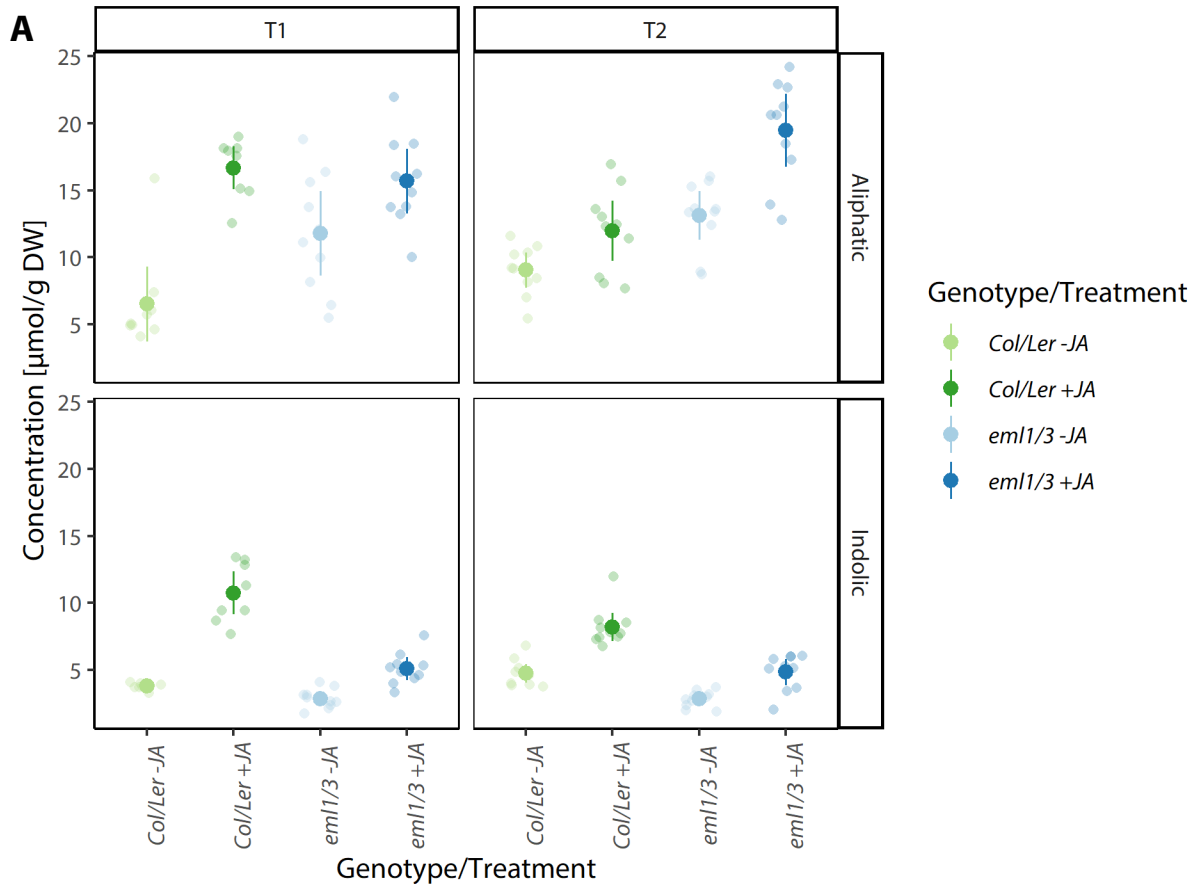 A
T1
T2
25
20
15
10
5
Aliphatic
25
20
15
10
5
Indolic
Concentration [µmol/g DW]
Col/Ler -JA
Col/Ler +JA
eml1/3 -JA
eml1/3 +JA
Col/Ler -JA
Col/Ler +JA
eml1/3 -JA
eml1/3 +JA
Genotype/Treatment
Genotype/Treatment
Col/Ler -JA
Col/Ler +JA
eml1/3 -JA
eml1/3 +JA